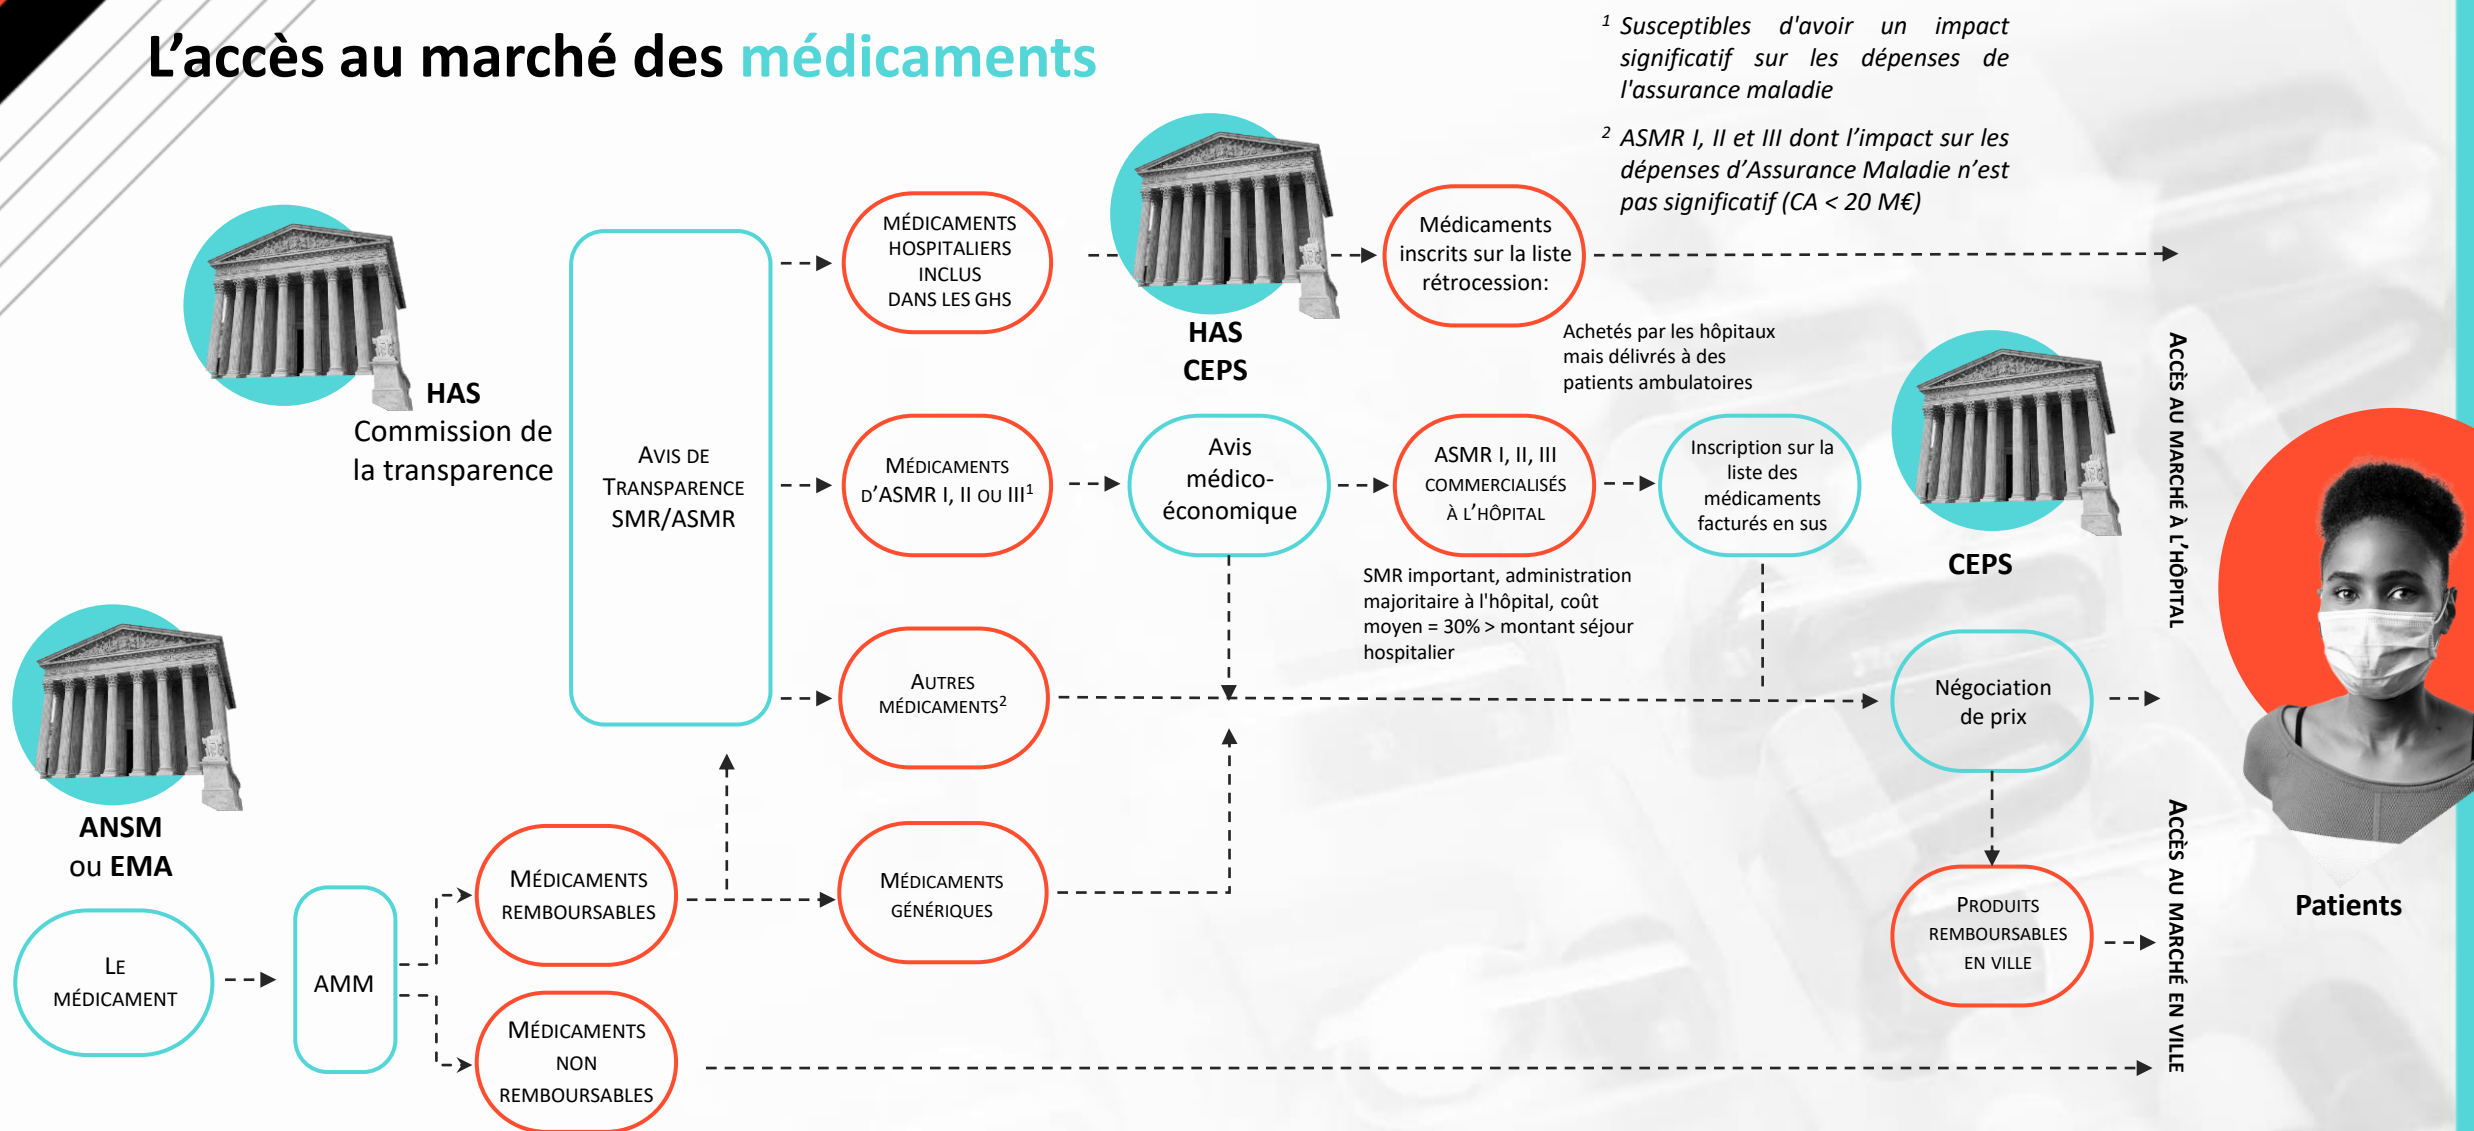 L'accès au marché des médicaments
1 Susceptibles d'avoir un impact
significatif sur les dépenses de
l'assurance maladie
2 ASMR I, II et III dont l'impact sur les
dépenses d'Assurance Maladie n'est
pas significatif (CA < 20 M€)
HAS
Commission de
la transparence
AVIS DE
TRANSPARENCE
SMR/ASMR
MÉDICAMENTS
HOSPITALIERS
INCLUS
DANS LES GHS
HAS
CEPS
Médicaments
inscrits sur la liste
rétrocession:
Achetés par les hôpitaux
mais délivrés à des
patients ambulatoires
MÉDICAMENTS
D'ASMR I, II OU III1
Avis
médico-
économique
ASMR I, II, III
COMMERCIALISÉS
À L'HÔPITAL
Inscription sur la
liste des
médicaments
facturés en sus
SMR important, administration
majoritaire à l'hôpital, coût
moyen = 30% > montant séjour
hospitalier
CEPS
AUTRES
MÉDICAMENTS2
Négociation
de prix
ACCÈS AU MARCHÉ À L'HÔPITAL
ANSM
ou EMA
LE
MÉDICAMENT
AMM
MÉDICAMENTS
REMBOURSABLES
MÉDICAMENTS
GÉNÉRIQUES
MÉDICAMENTS
NON
REMBOURSABLES
PRODUITS
REMBOURSABLES
EN VILLE
ACCÈS AU MARCHÉ EN VILLE
Patients